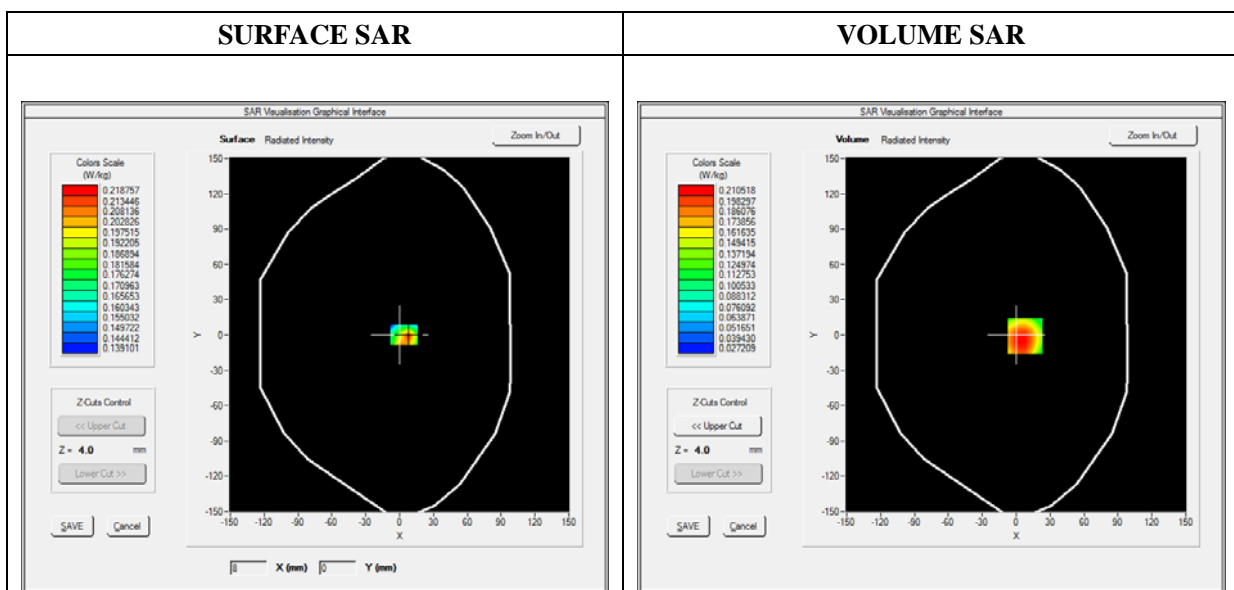 SURFACE SAR
VOLUME SAR
SAR Visualisation Graphical Interface
Surface Radiated Intensity
Zoom In/Out
Colors Scale
(W/kg)
0.218757
0.213446
0.208136
0.202826
0.197515
0.192205
0.186894
0.181584
0.176274
0.170963
0.165653
0.160343
0.155032
0.149722
0.144412
0.139101
Z-Cuts Control
<< Upper Cut
Z = 4.0 mm
Lower Cut >>
SAVE Cancel
150
120
90
60
30
0
-30
-60
-90
-120
-150
Y
-150 -120 -90 -60 -30 0 30 60 90 120 150
X
8 X (mm) 0 Y (mm)
SAR Visualisation Graphical Interface
Volume Radiated Intensity
Zoom In/Out
Colors Scale
(W/kg)
0.210518
0.198297
0.186076
0.173856
0.161635
0.149415
0.137194
0.124974
0.112753
0.100533
0.088312
0.076092
0.063871
0.051651
0.039430
0.027209
Z-Cuts Control
<< Upper Cut
Z = 4.0 mm
Lower Cut >>
SAVE Cancel
150
120
90
60
30
0
-30
-60
-90
-120
-150
Y
-150 -120 -90 -60 -30 0 30 60 90 120 150
X